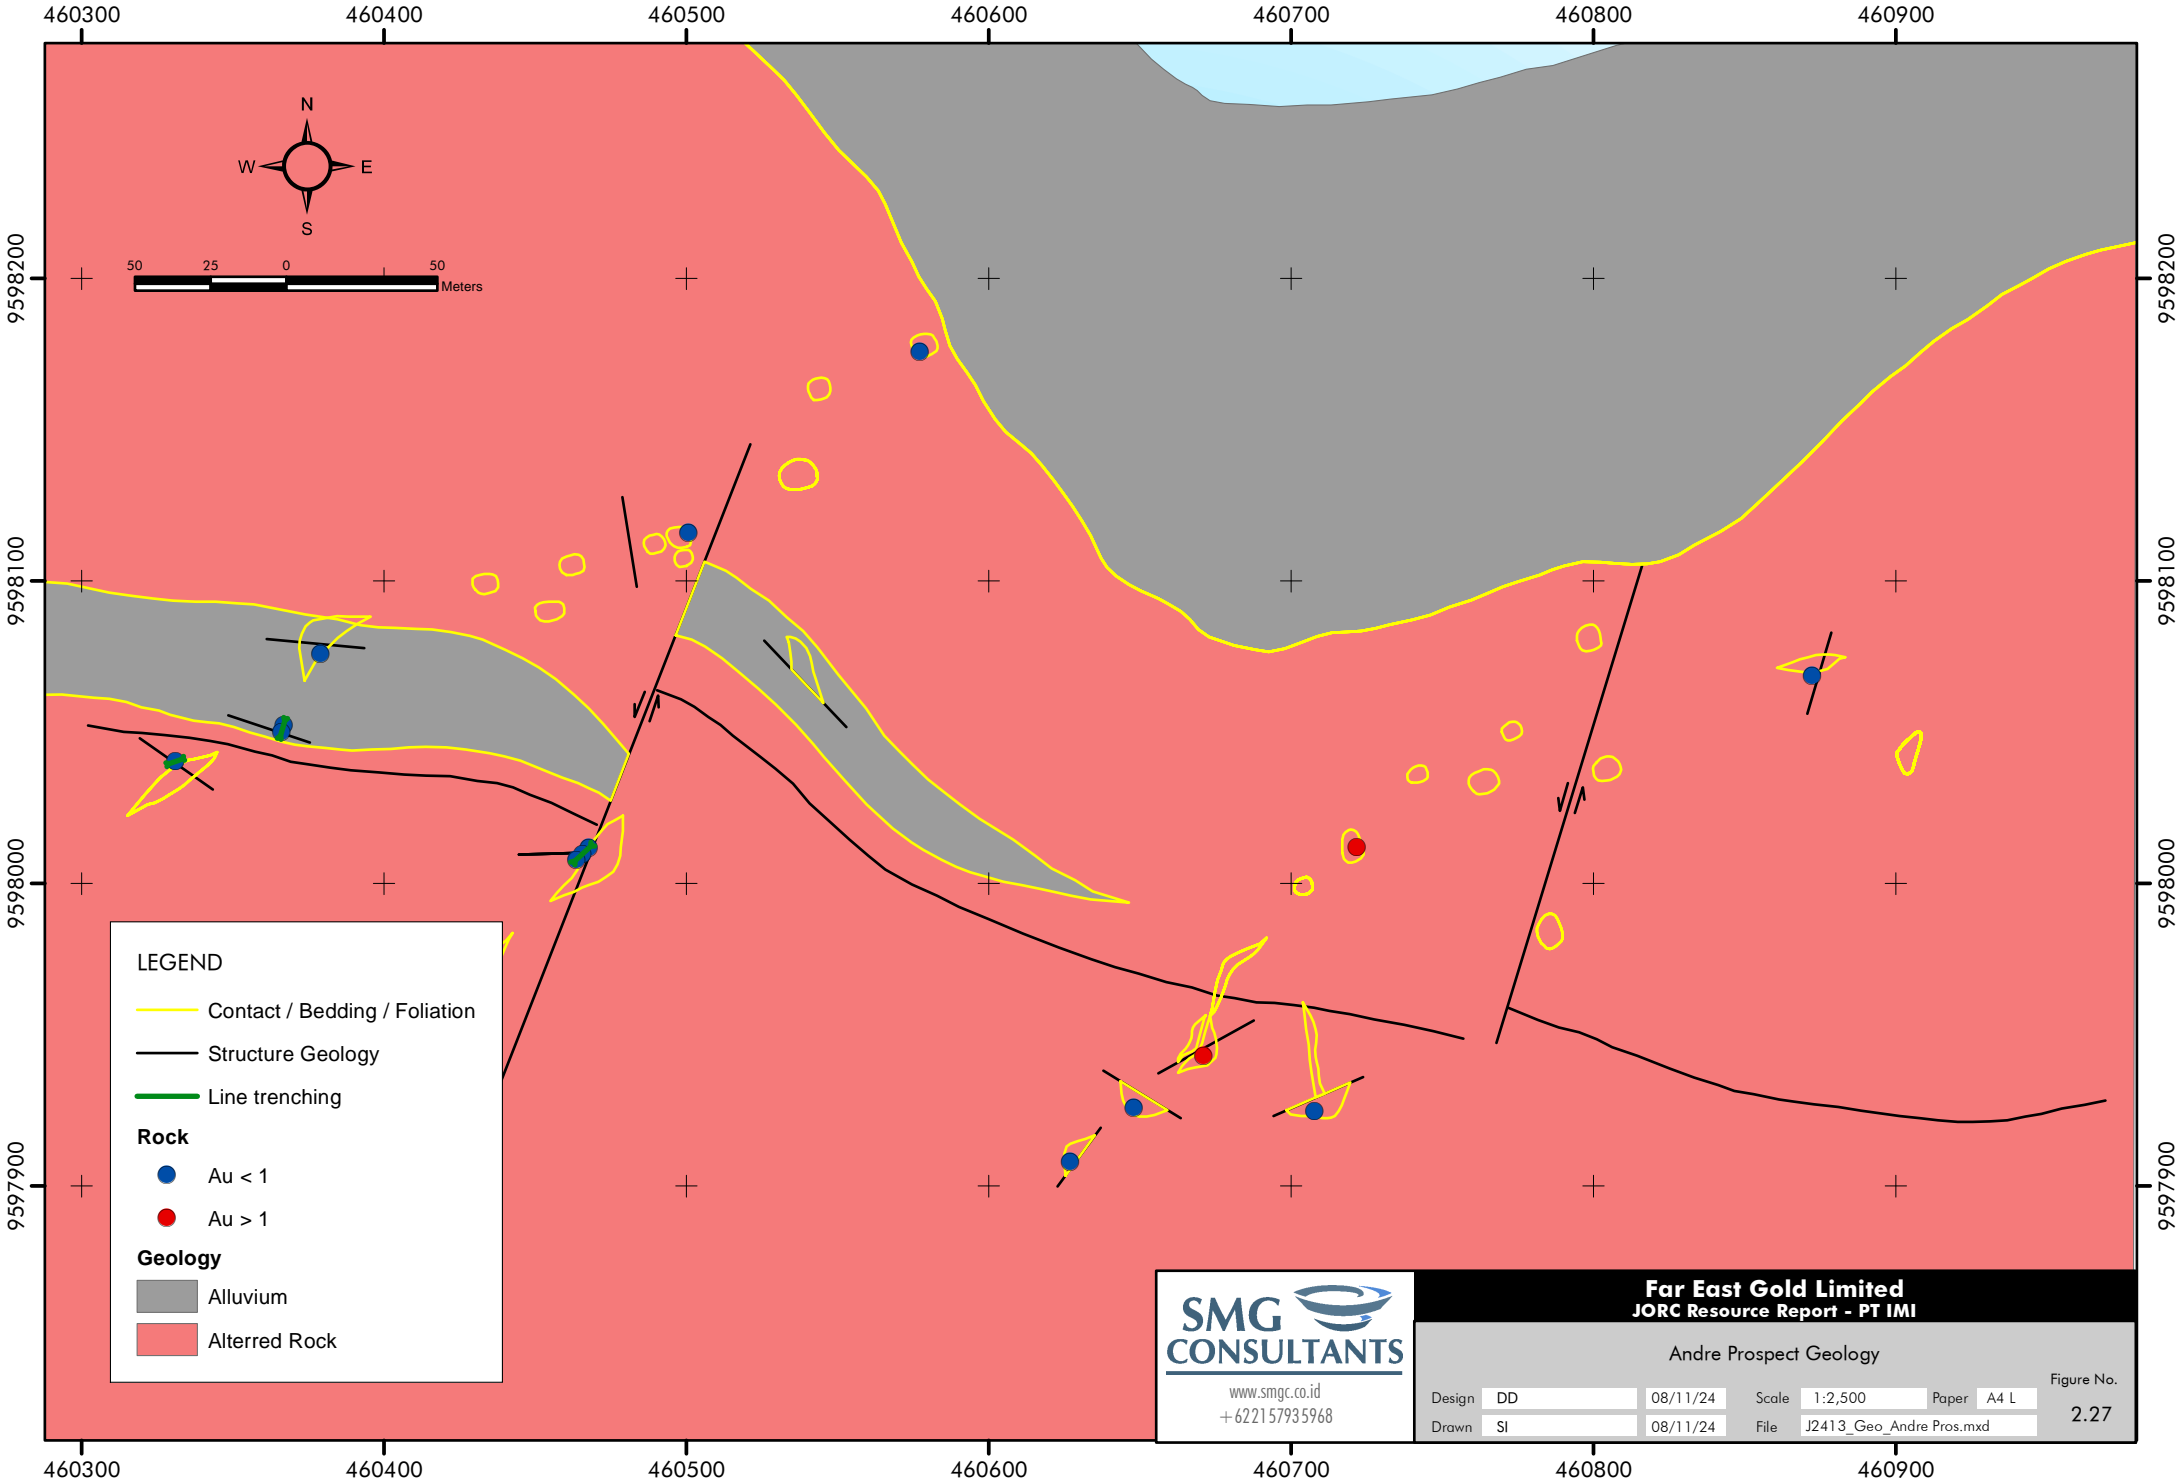 460300 460400 460500 460600 460700 460800 460900
N
W E
S
50 25 0 50
Meters
9598200 9598200
9598100 9598100
9598000 9598000
9597900 9597900
LEGEND
Contact / Bedding / Foliation
Structure Geology
Line trenching
Rock
Au < 1
Au > 1
Geology
Alluvium
Alterred Rock
SMG
CONSULTANTS
www.smgc.co.id
+622157935968
Far East Gold Limited
JORC Resource Report - PT IMI
Andre Prospect Geology
Figure No.
2.27
Design DD 08/11/24 Scale 1:2,500 Paper A4 L
Drawn SI 08/11/24 File J2413_Geo_Andre Pros.mxd
460300 460400 460500 460600 460700 460800 460900